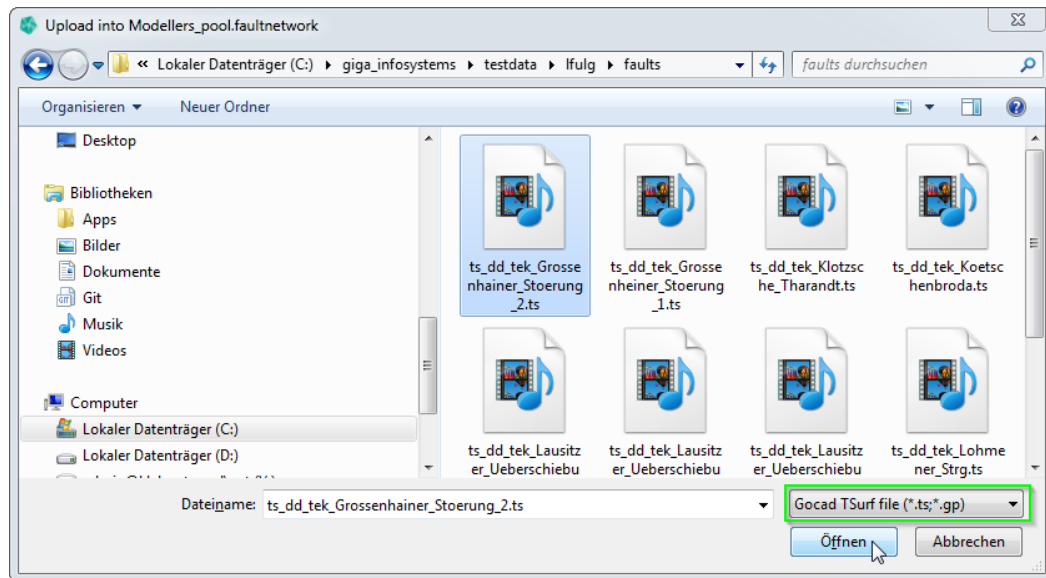 Upload into Modellers_pool.faultnetwork
« Lokaler Datenträger (C:) ▸ giga_infosystems ▸ testdata ▸ lfulg ▸ faults
faults durchsuchen
Organisieren
Neuer Ordner
Desktop
Bibliotheken
Apps
Bilder
Dokumente
Git
Musik
Videos
Computer
Lokaler Datenträger (C:)
Lokaler Datenträger (D:)
ts_dd_tek_Grosse
nhainer_Stoerung
_2.ts
ts_dd_tek_Grosse
nheiner_Stoerung
_1.ts
ts_dd_tek_Klotzsc
he_Tharandt.ts
ts_dd_tek_Koetsc
henbroda.ts
ts_dd_tek_Lausitz
er_Ueberschiebu
ts_dd_tek_Lausitz
er_Ueberschiebu
ts_dd_tek_Lausitz
er_Ueberschiebu
ts_dd_tek_Lohme
ner_Strg.ts
Dateiname:
ts_dd_tek_Grossenhainer_Stoerung_2.ts
Gocad TSurf file (*.ts;*.gp)
Öffnen
Abbrechen